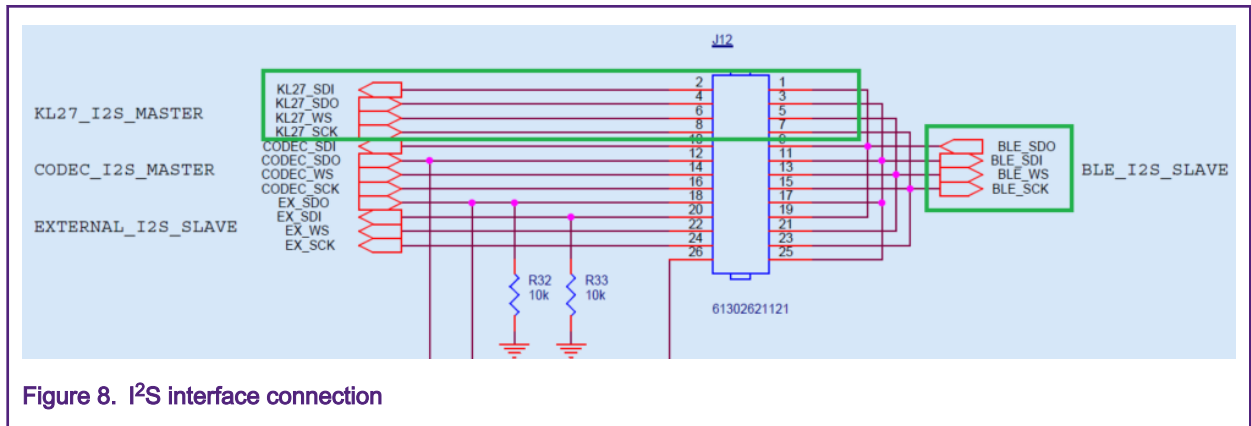 J12
KL27_I2S_MASTER
KL27_SDI 2 1
KL27_SDO 4 3
KL27_WS 6 5
KL27_SCK 8 7
CODEC_I2S_MASTER
CODEC_SDI 10 9
CODEC_SDO 12 11
CODEC_WS 14 13
CODEC_SCK 16 15
EXTERNAL_I2S_SLAVE
EX_SDO 18 17
EX_SDI 20 19
EX_WS 22 21
EX_SCK 24 23
26 25
BLE_SDO
BLE_SDI
BLE_WS
BLE_SCK
BLE_I2S_SLAVE
R32
10k
R33
10k
61302621121
Figure 8. I²S interface connection